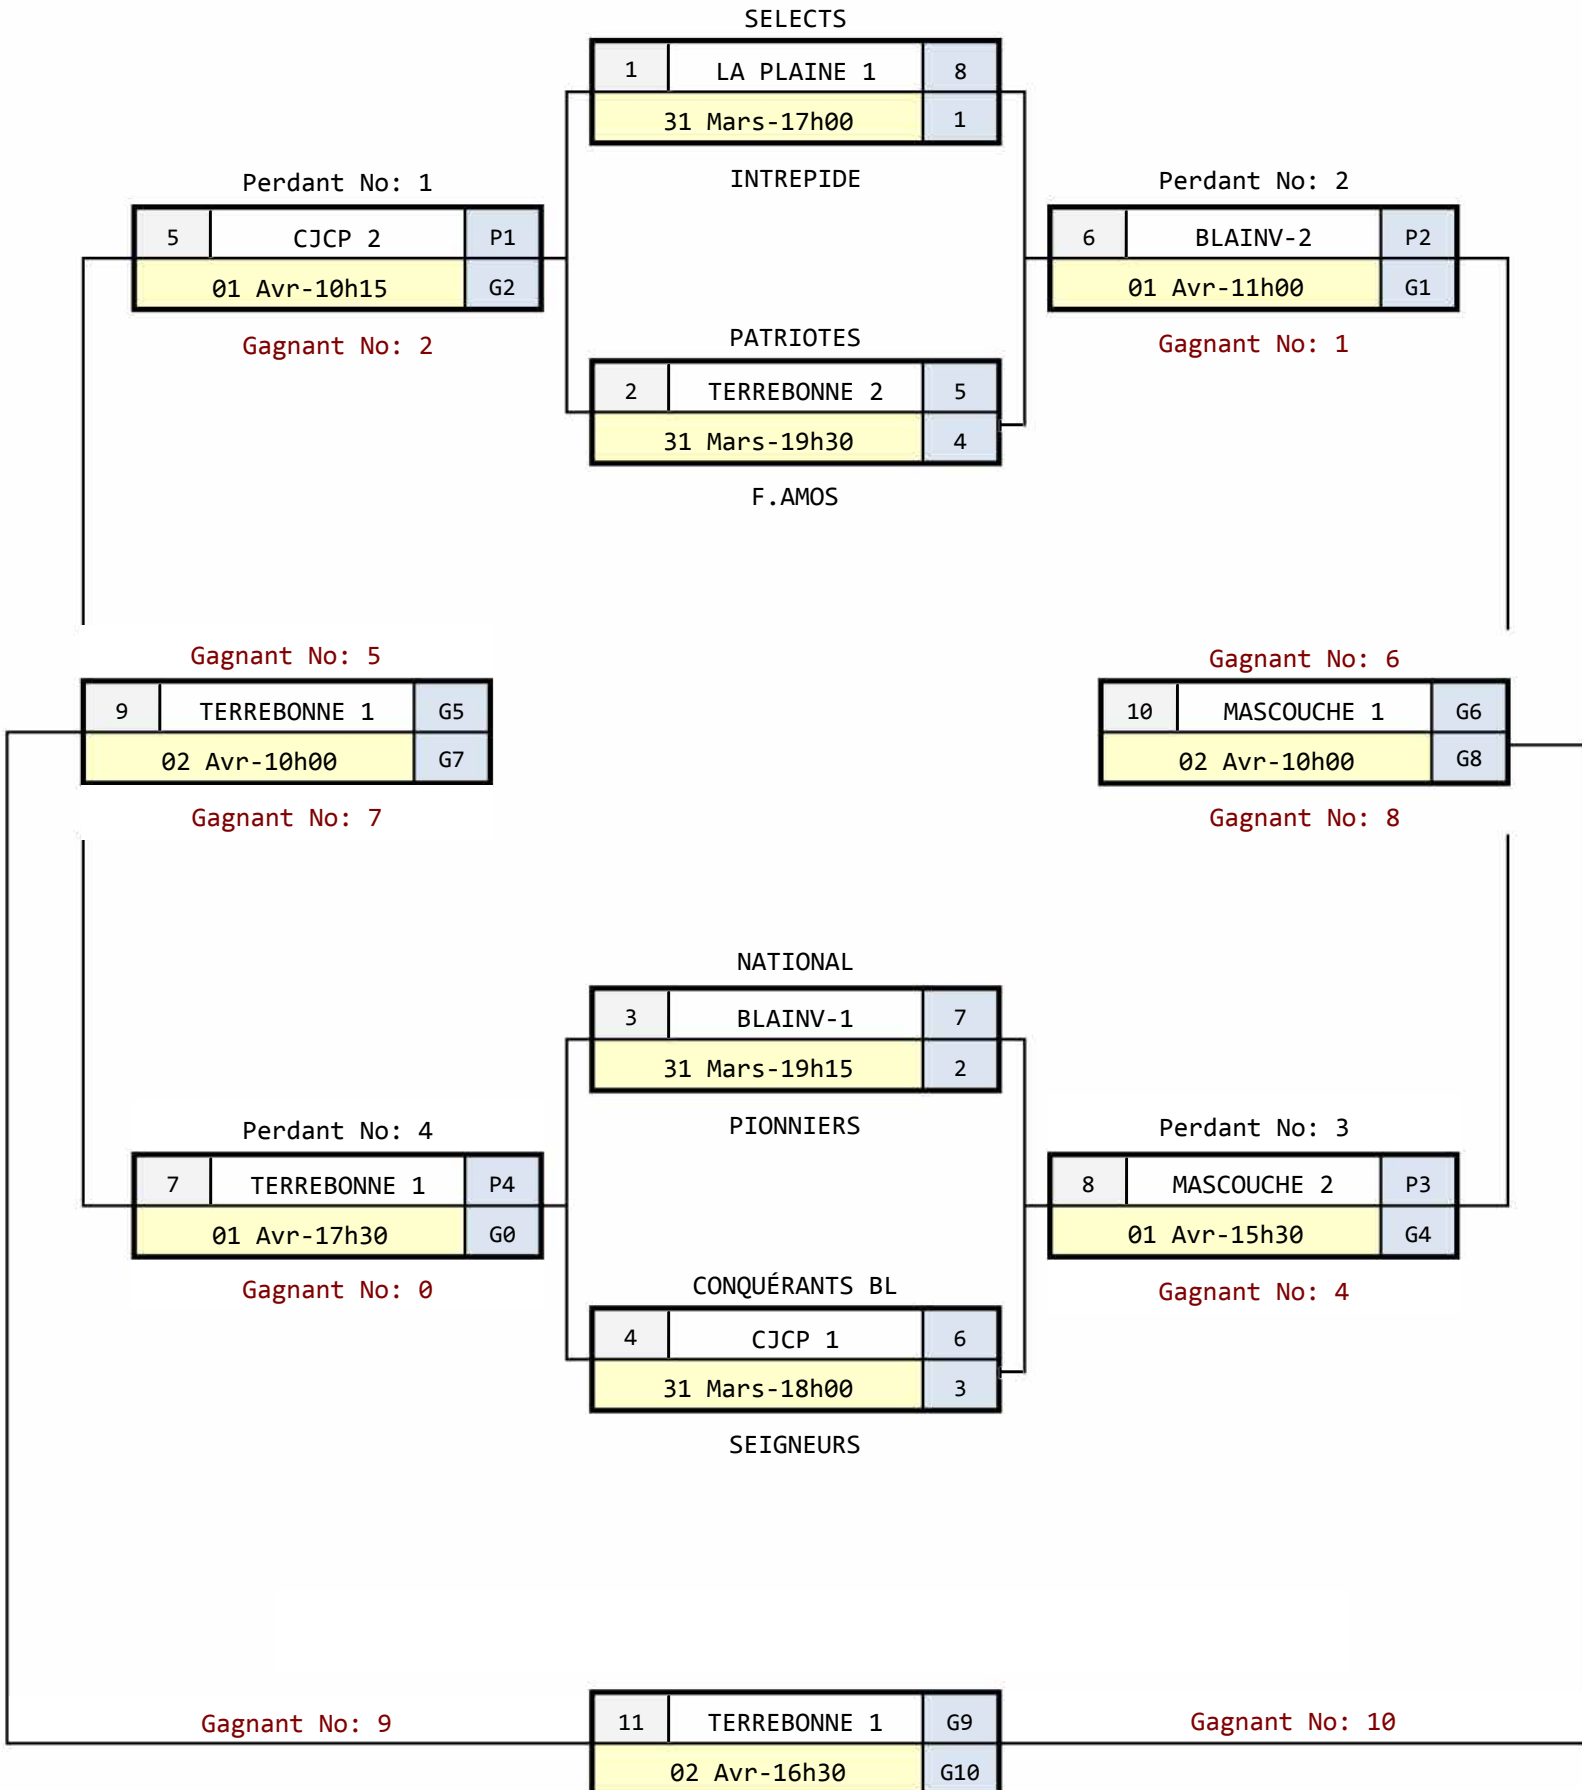 SELECTS
1 LA PLAINE 1 8
31 Mars-17h00 1
INTREPIDE
Perdant No: 1
5 CJCP 2 P1
01 Avr-10h15 G2
Gagnant No: 2
Perdant No: 2
6 BLAINV-2 P2
01 Avr-11h00 G1
Gagnant No: 1
PATRIOTES
2 TERREBONNE 2 5
31 Mars-19h30 4
F.AMOS
Gagnant No: 5
9 TERREBONNE 1 G5
02 Avr-10h00 G7
Gagnant No: 7
Gagnant No: 6
10 MASCOUCHE 1 G6
02 Avr-10h00 G8
Gagnant No: 8
NATIONAL
3 BLAINV-1 7
31 Mars-19h15 2
PIONNIERS
Perdant No: 4
7 TERREBONNE 1 P4
01 Avr-17h30 G0
Gagnant No: 0
Perdant No: 3
8 MASCOUCHE 2 P3
01 Avr-15h30 G4
Gagnant No: 4
CONQUÉRANTS BL
4 CJCP 1 6
31 Mars-18h00 3
SEIGNEURS
Gagnant No: 9
11 TERREBONNE 1 G9
02 Avr-16h30 G10
Gagnant No: 10